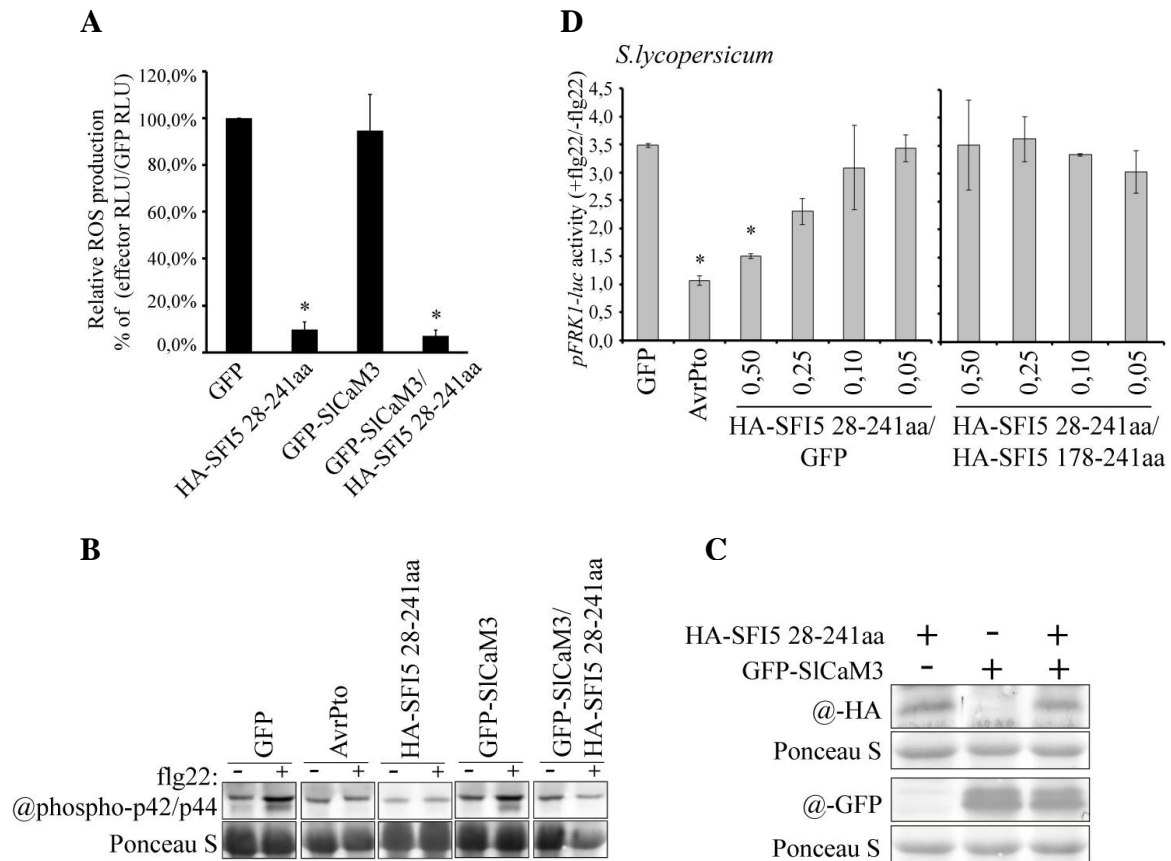 A
Relative ROS production
% of (effector RLU/GFP RLU)
120,0%
100,0%
80,0%
60,0%
40,0%
20,0%
0,0%
*
*
GFP
HA-SFI5 28-241aa
GFP-SlCaM3
GFP-SlCaM3/
HA-SFI5 28-241aa
D
S.lycopersicum
pFRK1-luc activity (+flg22/-flg22)
4,5
4,0
3,5
3,0
2,5
2,0
1,5
1,0
0,5
0,0
*
*
GFP
AvrPto
0,50
0,25
0,10
0,05
0,50
0,25
0,10
0,05
HA-SFI5 28-241aa/
GFP
HA-SFI5 28-241aa/
HA-SFI5 178-241aa
B
GFP
AvrPto
HA-SFI5 28-241aa
GFP-SlCaM3
GFP-SlCaM3/
HA-SFI5 28-241aa
flg22: - + - + - + - + - +
@phospho-p42/p44
Ponceau S
C
HA-SFI5 28-241aa + - +
GFP-SlCaM3 - + +
@-HA
Ponceau S
@-GFP
Ponceau S